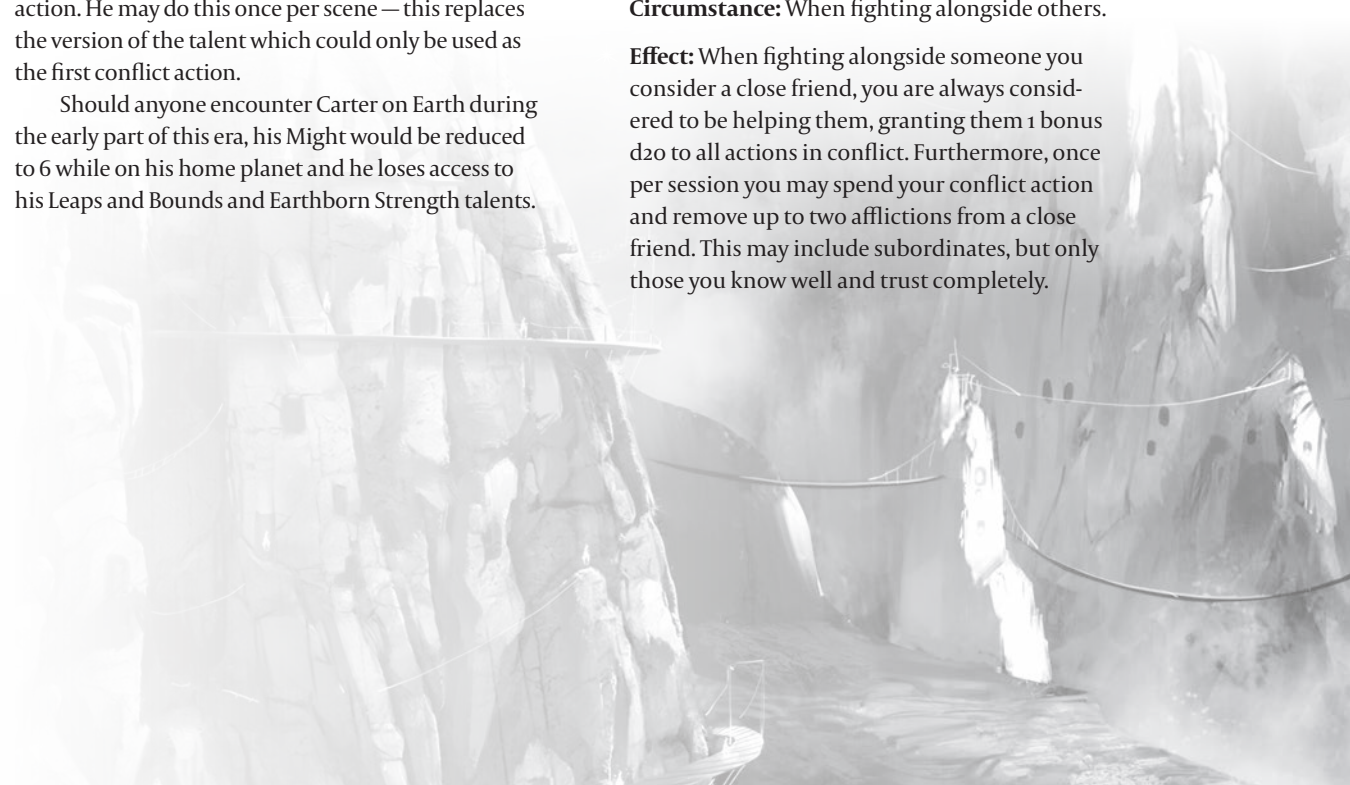 action. He may do this once per scene — this replaces
the version of the talent which could only be used as
the first conflict action.
Should anyone encounter Carter on Earth during
the early part of this era, his Might would be reduced
to 6 while on his home planet and he loses access to
his Leaps and Bounds and Earthborn Strength talents.
Circumstance: When fighting alongside others.
Effect: When fighting alongside someone you
consider a close friend, you are always consid-
ered to be helping them, granting them 1 bonus
d20 to all actions in conflict. Furthermore, once
per session you may spend your conflict action
and remove up to two afflictions from a close
friend. This may include subordinates, but only
those you know well and trust completely.